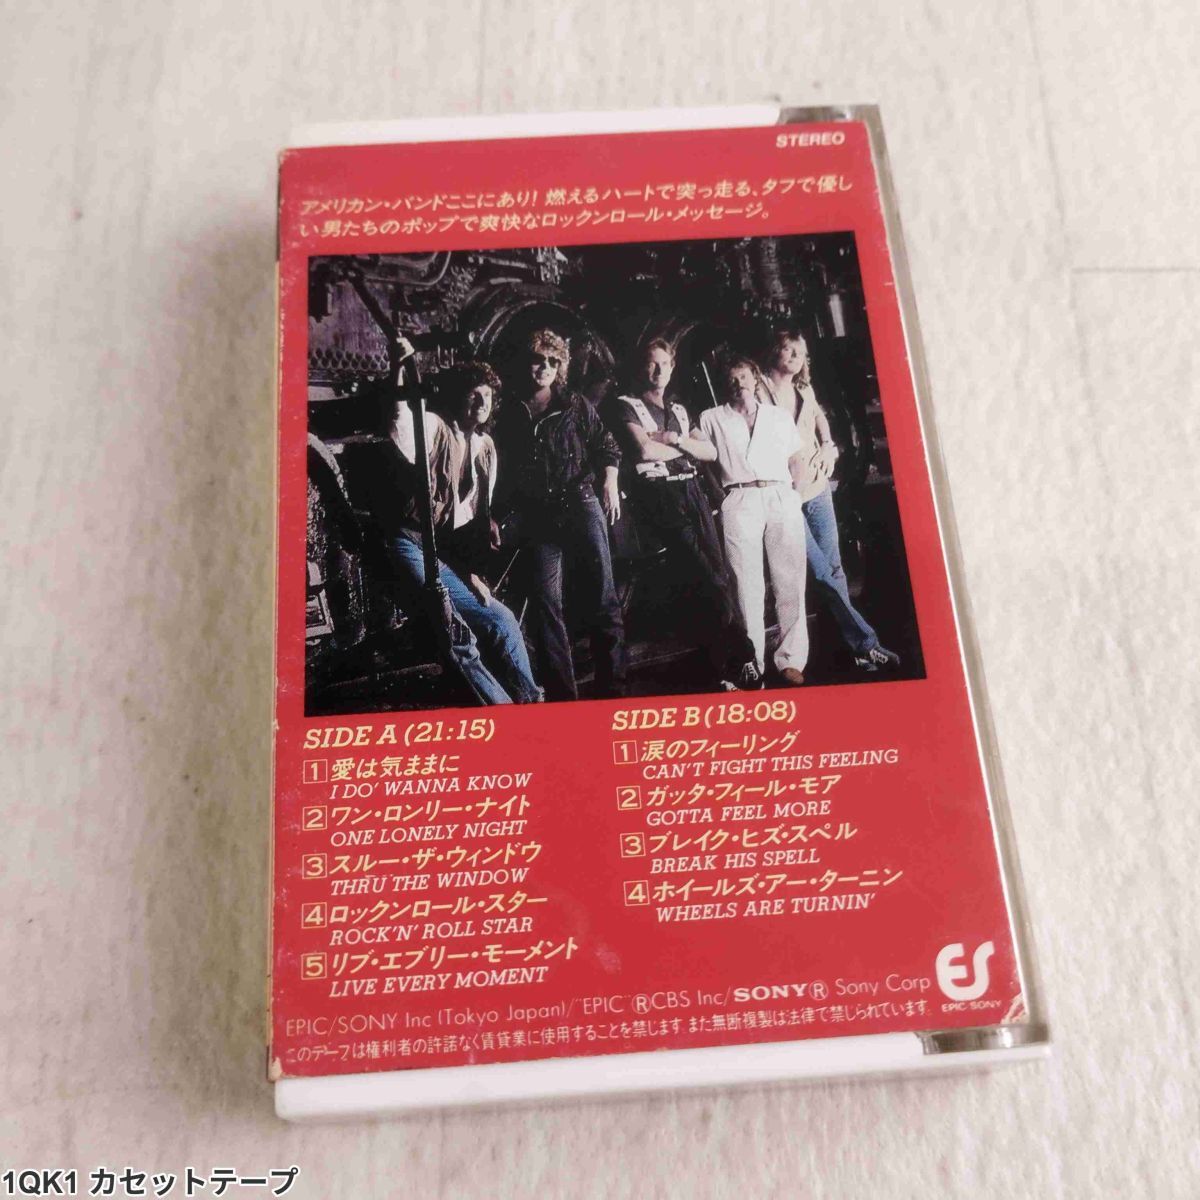 STEREO
アメリカン・バンドここにあり! 燃えるハートで突っ走る、タフで優し
い男たちのポップで爽快なロックンロール・メッセージ。
SIDE A (21:15)
1 愛は気ままに
I DO' WANNA KNOW
2 ワン・ロンリー・ナイト
ONE LONELY NIGHT
3 スルー・ザ・ウィンドウ
THRU THE WINDOW
4 ロックンロール・スター
ROCK'N' ROLL STAR
5 リブ・エブリー・モーメント
LIVE EVERY MOMENT
SIDE B (18:08)
1 涙のフィーリング
CAN'T FIGHT THIS FEELING
2 ガッタ・フィール・モア
GOTTA FEEL MORE
3 ブレイク・ヒズ・スペル
BREAK HIS SPELL
4 ホイールズ・アー・ターニン
WHEELS ARE TURNIN'
ES
EPIC SONY
EPIC/SONY Inc (Tokyo Japan)/"EPIC" ®CBS Inc/SONY® Sony Corp
このテープは権利者の許諾なく賃貸業に使用することを禁じます。また無断複製は法律で禁じられています。
1QK1 カセットテープ